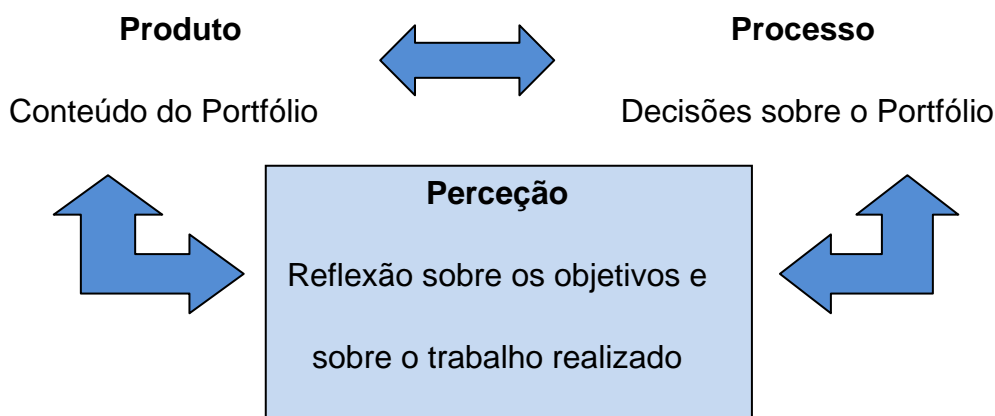 Produto
Processo
Conteúdo do Portfólio
Decisões sobre o Portfólio
Perceção
Reflexão sobre os objetivos e
sobre o trabalho realizado